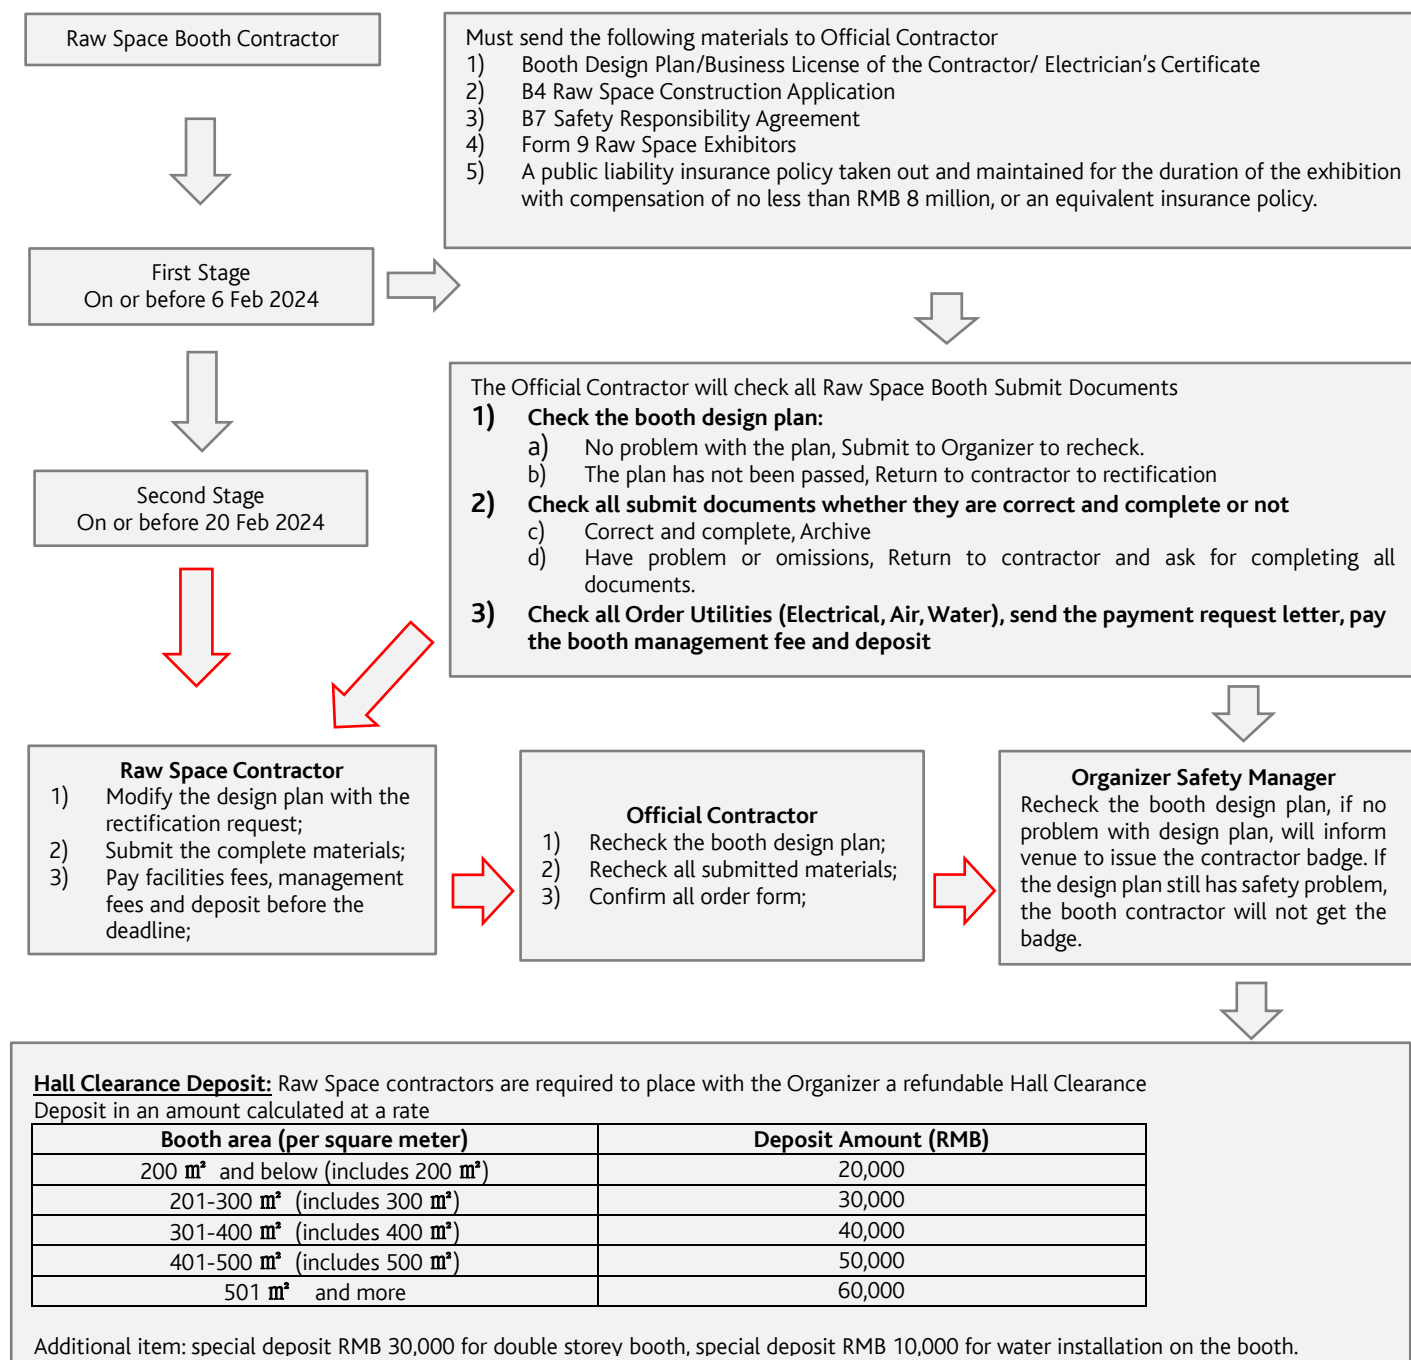 Raw Space Booth Contractor
Must send the following materials to Official Contractor
1) Booth Design Plan/Business License of the Contractor/ Electrician's Certificate
2) B4 Raw Space Construction Application
3) B7 Safety Responsibility Agreement
4) Form 9 Raw Space Exhibitors
5) A public liability insurance policy taken out and maintained for the duration of the exhibition
with compensation of no less than RMB 8 million, or an equivalent insurance policy.
First Stage
On or before 6 Feb 2024
The Official Contractor will check all Raw Space Booth Submit Documents
1) Check the booth design plan:
a) No problem with the plan, Submit to Organizer to recheck.
b) The plan has not been passed, Return to contractor to rectification
2) Check all submit documents whether they are correct and complete or not
c) Correct and complete, Archive
d) Have problem or omissions, Return to contractor and ask for completing all
documents.
3) Check all Order Utilities (Electrical, Air, Water), send the payment request letter, pay
the booth management fee and deposit
Second Stage
On or before 20 Feb 2024
Raw Space Contractor
1) Modify the design plan with the
rectification request;
2) Submit the complete materials;
3) Pay facilities fees, management
fees and deposit before the
deadline;
Official Contractor
1) Recheck the booth design plan;
2) Recheck all submitted materials;
3) Confirm all order form;
Organizer Safety Manager
Recheck the booth design plan, if no
problem with design plan, will inform
venue to issue the contractor badge. If
the design plan still has safety problem,
the booth contractor will not get the
badge.
Hall Clearance Deposit: Raw Space contractors are required to place with the Organizer a refundable Hall Clearance
Deposit in an amount calculated at a rate
Booth area (per square meter) Deposit Amount (RMB)
200 ㎡ and below (includes 200 ㎡) 20,000
201-300 ㎡ (includes 300 ㎡) 30,000
301-400 ㎡ (includes 400 ㎡) 40,000
401-500 ㎡ (includes 500 ㎡) 50,000
501 ㎡ and more 60,000
Additional item: special deposit RMB 30,000 for double storey booth, special deposit RMB 10,000 for water installation on the booth.